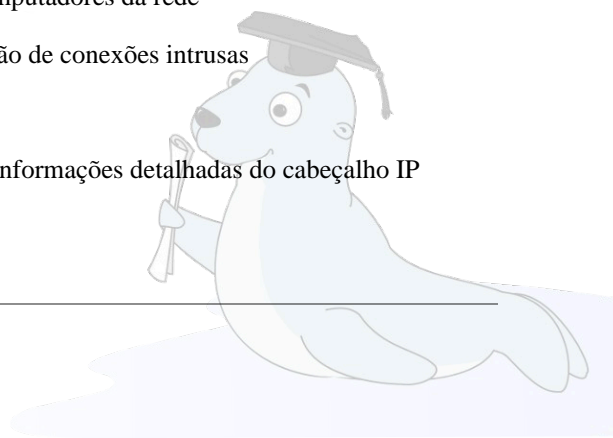 mputadores da rede
ão de conexões intrusas
nformações detalhadas do cabeçalho IP